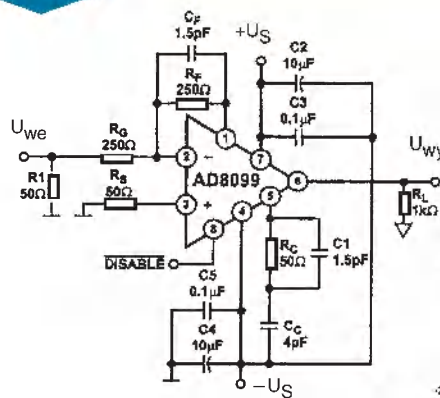 CF
1.5pF
RF
250Ω
+US
C2
10µF
C3
0.1µF
Uwe
RG
250Ω
R1
50Ω
RS
50Ω
1
2
−
3
+
AD8099
7
6
5
4
8
Uwy
RL
1kΩ
DISABLE
RC
50Ω
C1
1.5pF
C5
0.1µF
C4
10µF
CC
4pF
−US